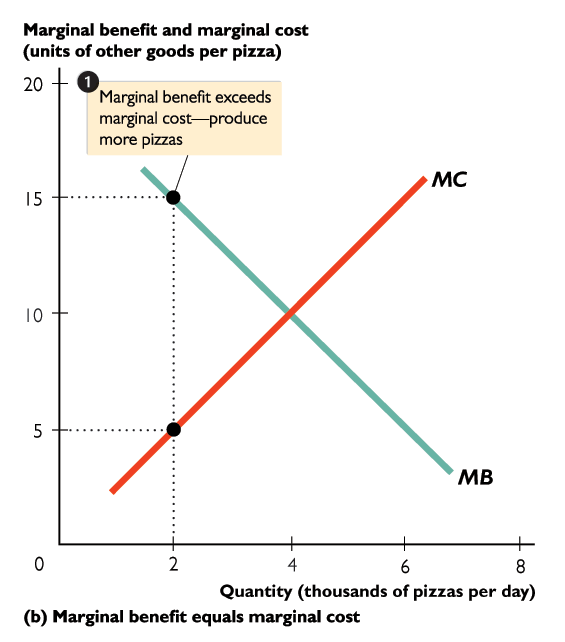 Marginal benefit and marginal cost
(units of other goods per pizza)
20
1
Marginal benefit exceeds
marginal cost—produce
more pizzas
15
MC
10
5
MB
0
2
4
6
8
Quantity (thousands of pizzas per day)
(b) Marginal benefit equals marginal cost